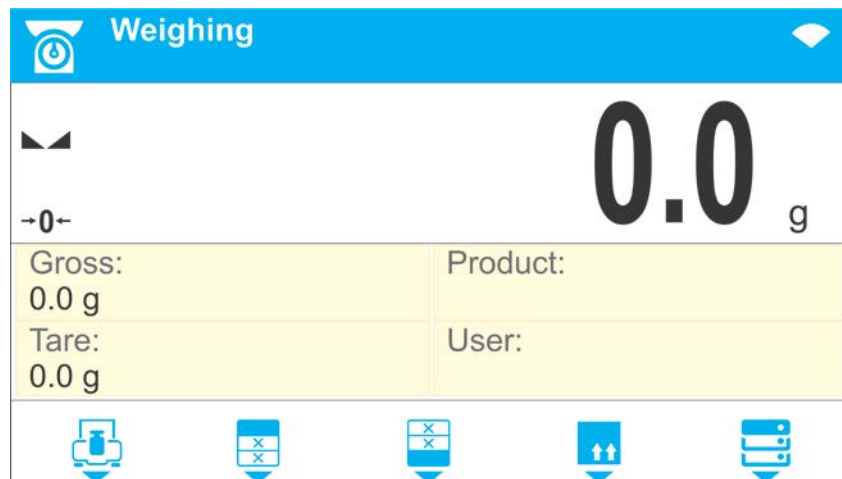 Weighing
0.0 g
→0←
Gross:
0.0 g
Product:
Tare:
0.0 g
User: